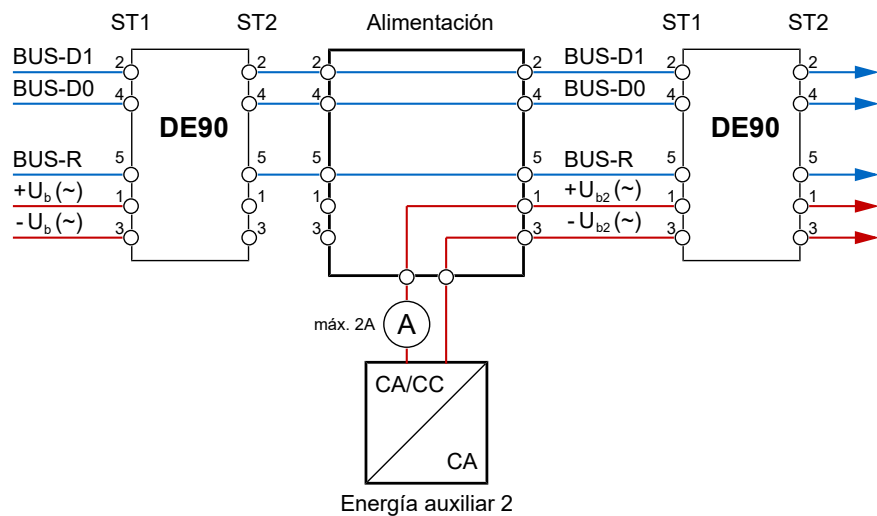 ST1 ST2 Alimentación ST1 ST2
BUS-D1 2 2 2 2 BUS-D1 2 2
BUS-D0 4 4 4 4 BUS-D0 4 4
DE90 DE90
BUS-R 5 5 5 5 BUS-R 5 5
+Ub (~) 1 1 1 1 +Ub2 (~) 1 1
-Ub (~) 3 3 3 3 -Ub2 (~) 3 3
máx. 2A A
CA/CC
CA
Energía auxiliar 2